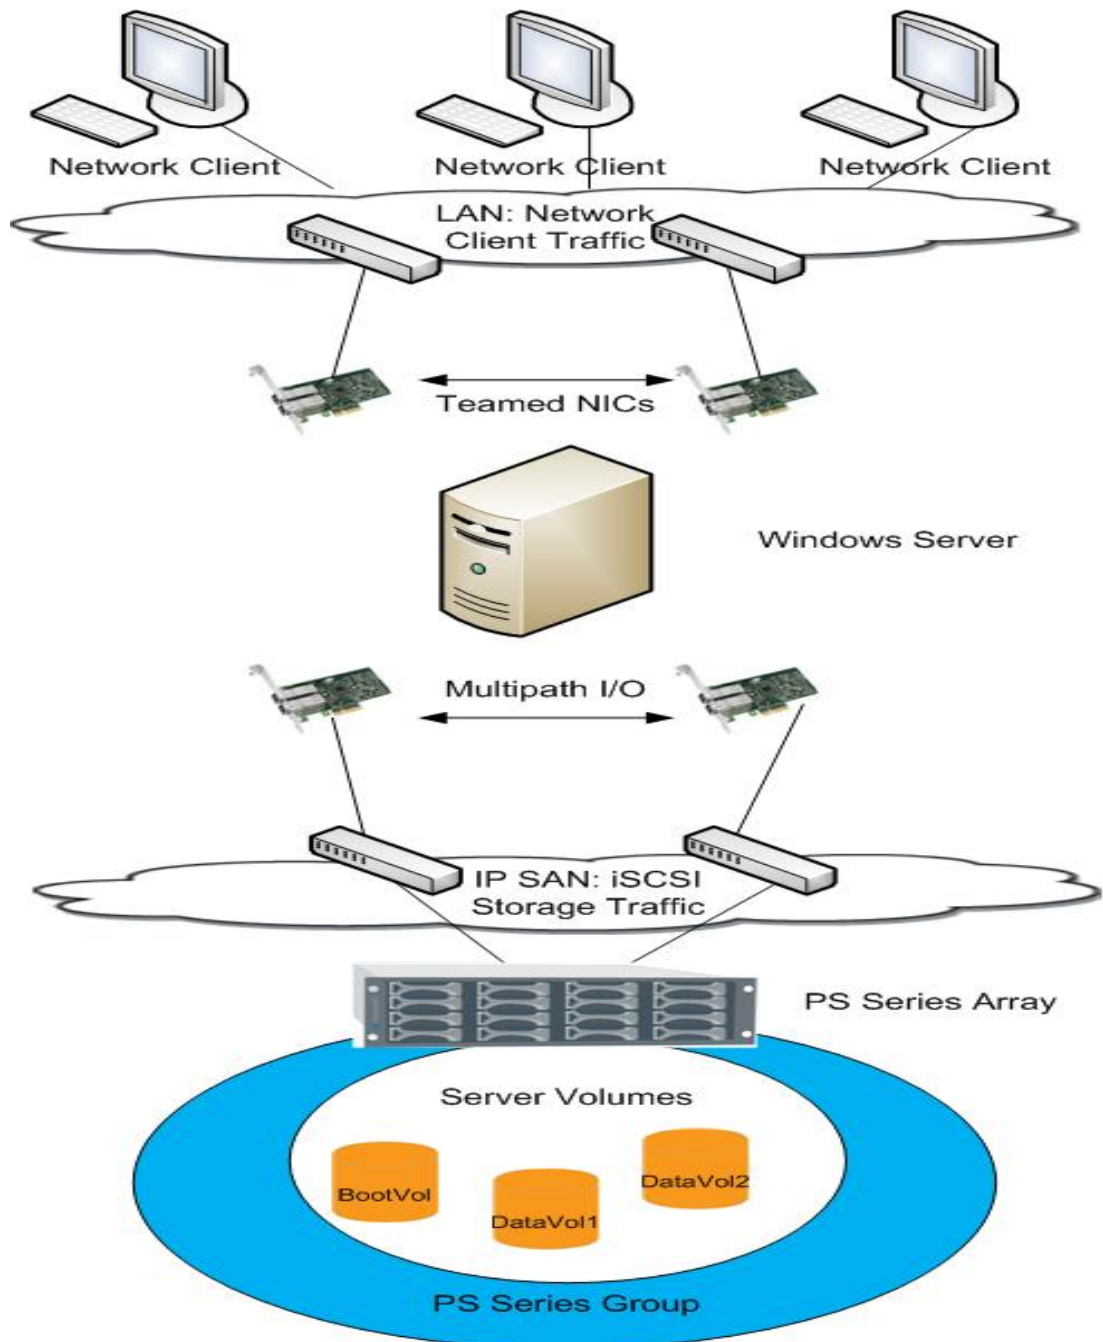 Network Client
Network Client
Network Client
LAN: Network
Client Traffic
Teamed NICs
Windows Server
Multipath I/O
IP SAN: iSCSI
Storage Traffic
PS Series Array
Server Volumes
BootVol
DataVol1
DataVol2
PS Series Group